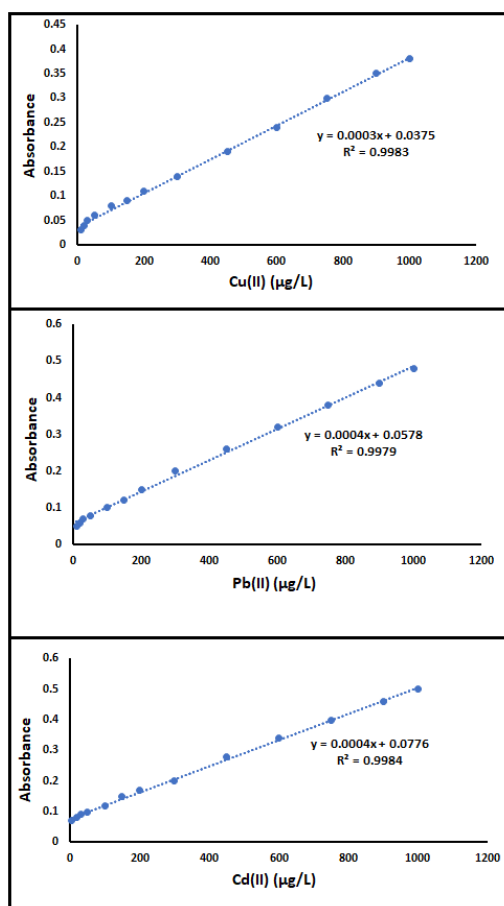 0.45
0.4
0.35
0.3
0.25
0.2
0.15
0.1
0.05
0
Absorbance
y = 0.0003x + 0.0375
R² = 0.9983
0 200 400 600 800 1000 1200
Cu(II) (µg/L)
0.6
0.5
0.4
0.3
0.2
0.1
0
Absorbance
y = 0.0004x + 0.0578
R² = 0.9979
0 200 400 600 800 1000 1200
Pb(II) (µg/L)
0.6
0.5
0.4
0.3
0.2
0.1
0
Absorbance
y = 0.0004x + 0.0776
R² = 0.9984
0 200 400 600 800 1000 1200
Cd(II) (µg/L)